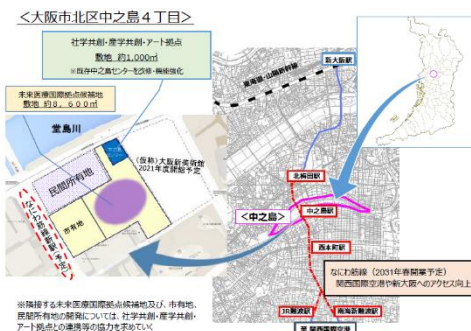 <大阪市北区中之島4丁目>
社学共創・産学共創・アート拠点
敷地 約1,000㎡
※既存中之島センターを改修・機能強化
未来医療国際拠点候補地
敷地 約8,600㎡
堂島川
(仮称)大阪新美術館
2021年度開館予定
民間所有地
市有地
なにわ筋線新駅(予定)
※隣接する未来医療国際拠点候補地及び、市有地、
民間所有地の開発については、社学共創・産学共創・
アート拠点との連携等の協力を求めていく
東海道・山陽新幹線
新大阪駅
北梅田駅
<中之島>
中之島駅
西本町駅
なにわ筋線(2031年春開業予定)
関西国際空港や新大阪へのアクセス向上
JR難波駅
南海新難波駅
至 関西国際空港